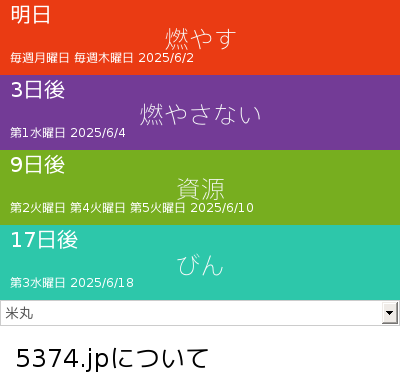 明日
燃やす
毎週月曜日 毎週木曜日 2025/6/2
3日後
燃やさない
第1水曜日 2025/6/4
9日後
資源
第2火曜日 第4火曜日 第5火曜日 2025/6/10
17日後
びん
第3水曜日 2025/6/18
米丸
5374.jpについて